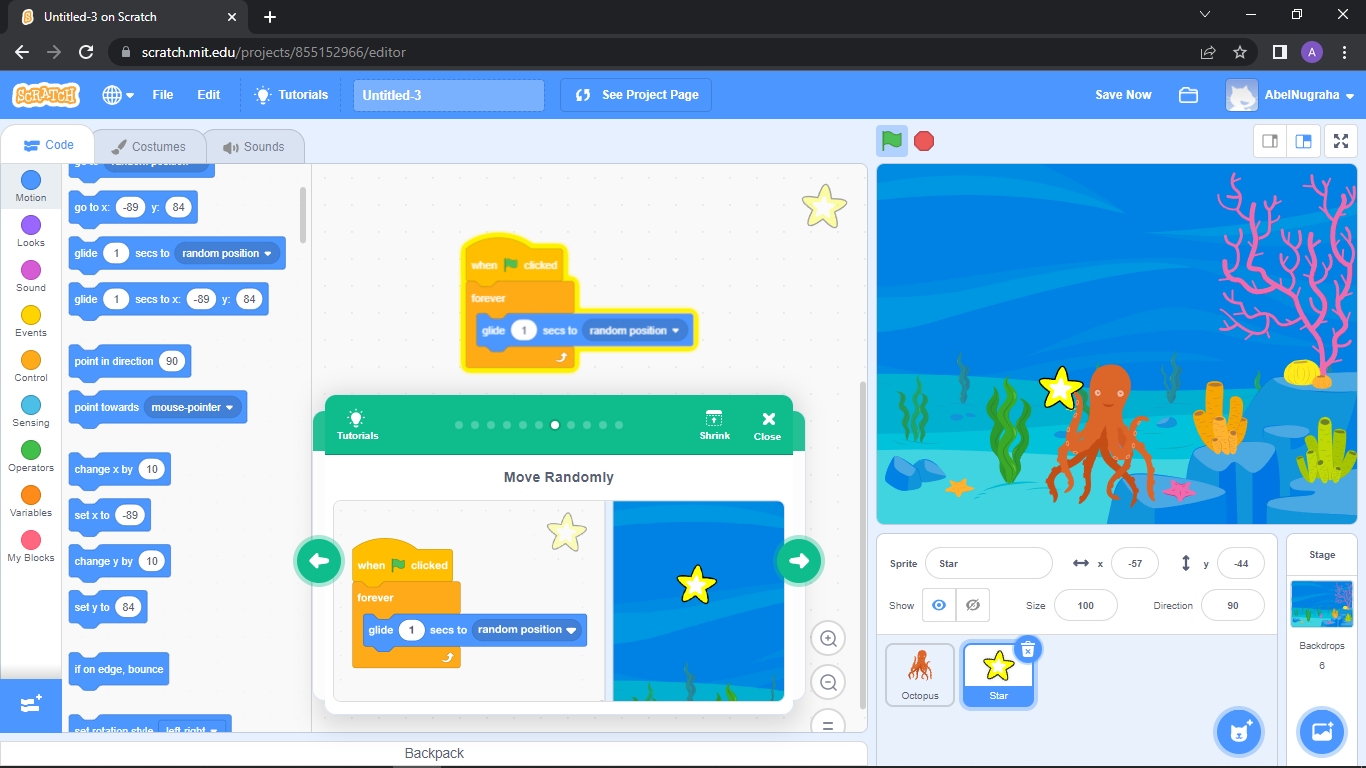 Untitled-3 on Scratch
scratch.mit.edu/projects/855152966/editor
A
SCRATCH
File
Edit
Tutorials
Untitled-3
See Project Page
Save Now
AbelNugraha
Code
Costumes
Sounds
Motion
Looks
Sound
Events
Control
Sensing
Operators
Variables
My Blocks
go to random position
go to x: -89 y: 84
glide 1 secs to random position
glide 1 secs to x: -89 y: 84
point in direction 90
point towards mouse-pointer
change x by 10
set x to -89
change y by 10
set y to 84
if on edge, bounce
set rotation style left-right
when clicked
forever
glide 1 secs to random position
Tutorials
Shrink
Close
Move Randomly
when clicked
forever
glide 1 secs to random position
Backpack
Sprite Star x -57 y -44
Show Size 100 Direction 90
Octopus
Star
Stage
Backdrops
6